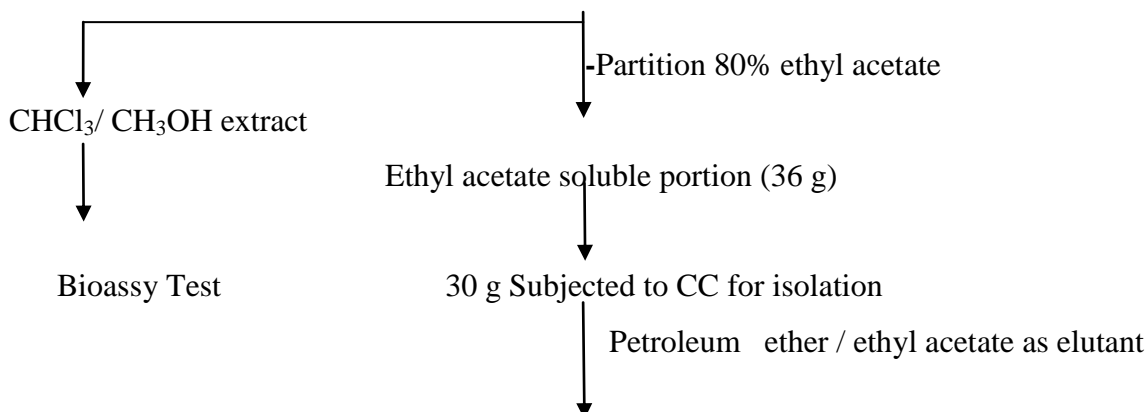 -Partition 80% ethyl acetate
CHCl₃/ CH₃OH extract
Ethyl acetate soluble portion (36 g)
Bioassy Test
30 g Subjected to CC for isolation
Petroleum ether / ethyl acetate as elutant